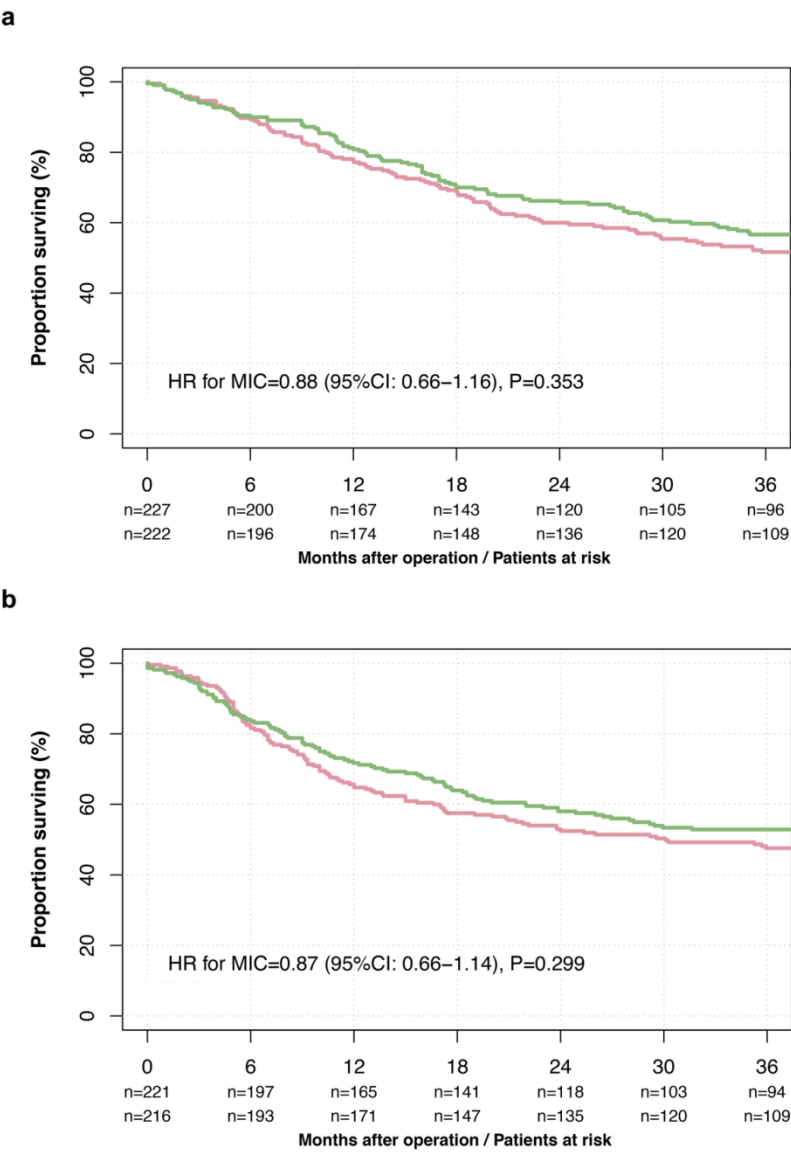 a
Proportion surviving (%)
100
80
60
40
20
0
HR for MIC=0.88 (95%CI: 0.66–1.16), P=0.353
0 6 12 18 24 30 36
n=227 n=200 n=167 n=143 n=120 n=105 n=96
n=222 n=196 n=174 n=148 n=136 n=120 n=109
Months after operation / Patients at risk
b
Proportion surviving (%)
100
80
60
40
20
0
HR for MIC=0.87 (95%CI: 0.66–1.14), P=0.299
0 6 12 18 24 30 36
n=221 n=197 n=165 n=141 n=118 n=103 n=94
n=216 n=193 n=171 n=147 n=135 n=120 n=109
Months after operation / Patients at risk